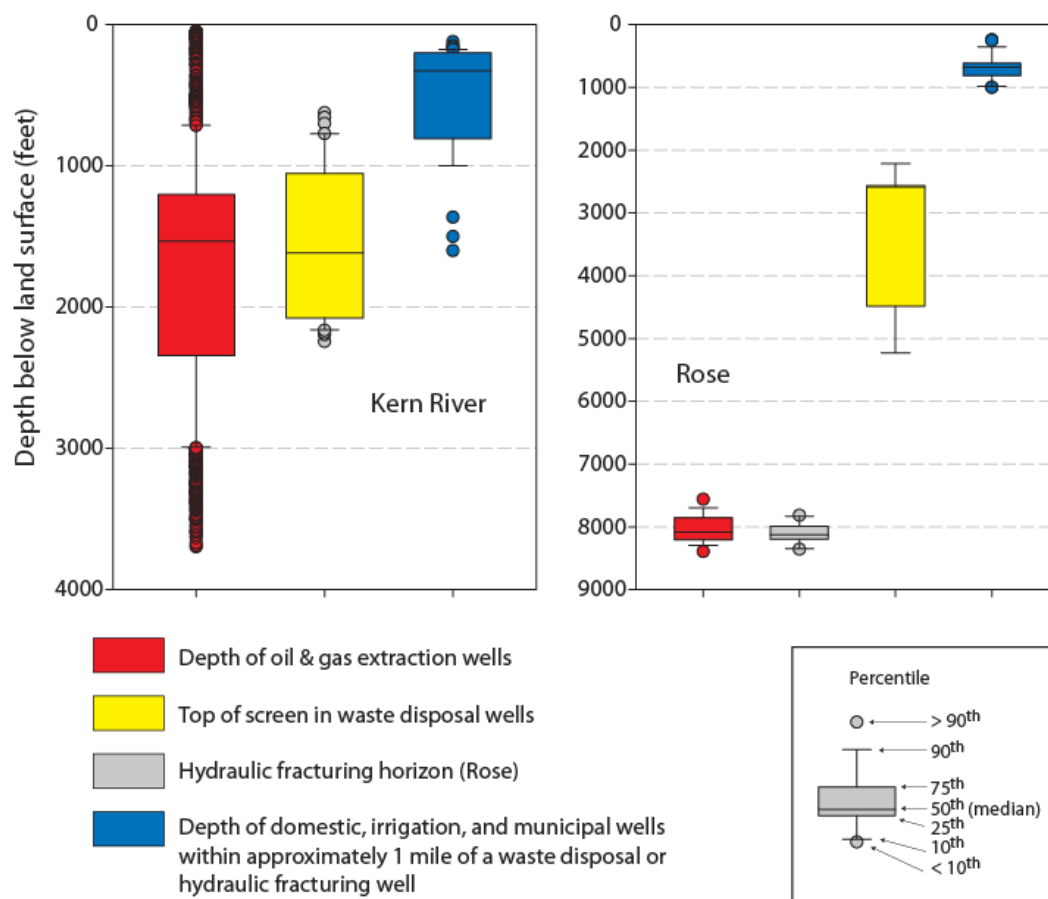 Depth below land surface (feet)
0
1000
2000
3000
4000
Kern River
0
1000
2000
3000
4000
5000
6000
7000
8000
9000
Rose
Depth of oil & gas extraction wells
Top of screen in waste disposal wells
Hydraulic fracturing horizon (Rose)
Depth of domestic, irrigation, and municipal wells
within approximately 1 mile of a waste disposal or
hydraulic fracturing well
Percentile
> 90th
90th
75th
50th (median)
25th
10th
< 10th